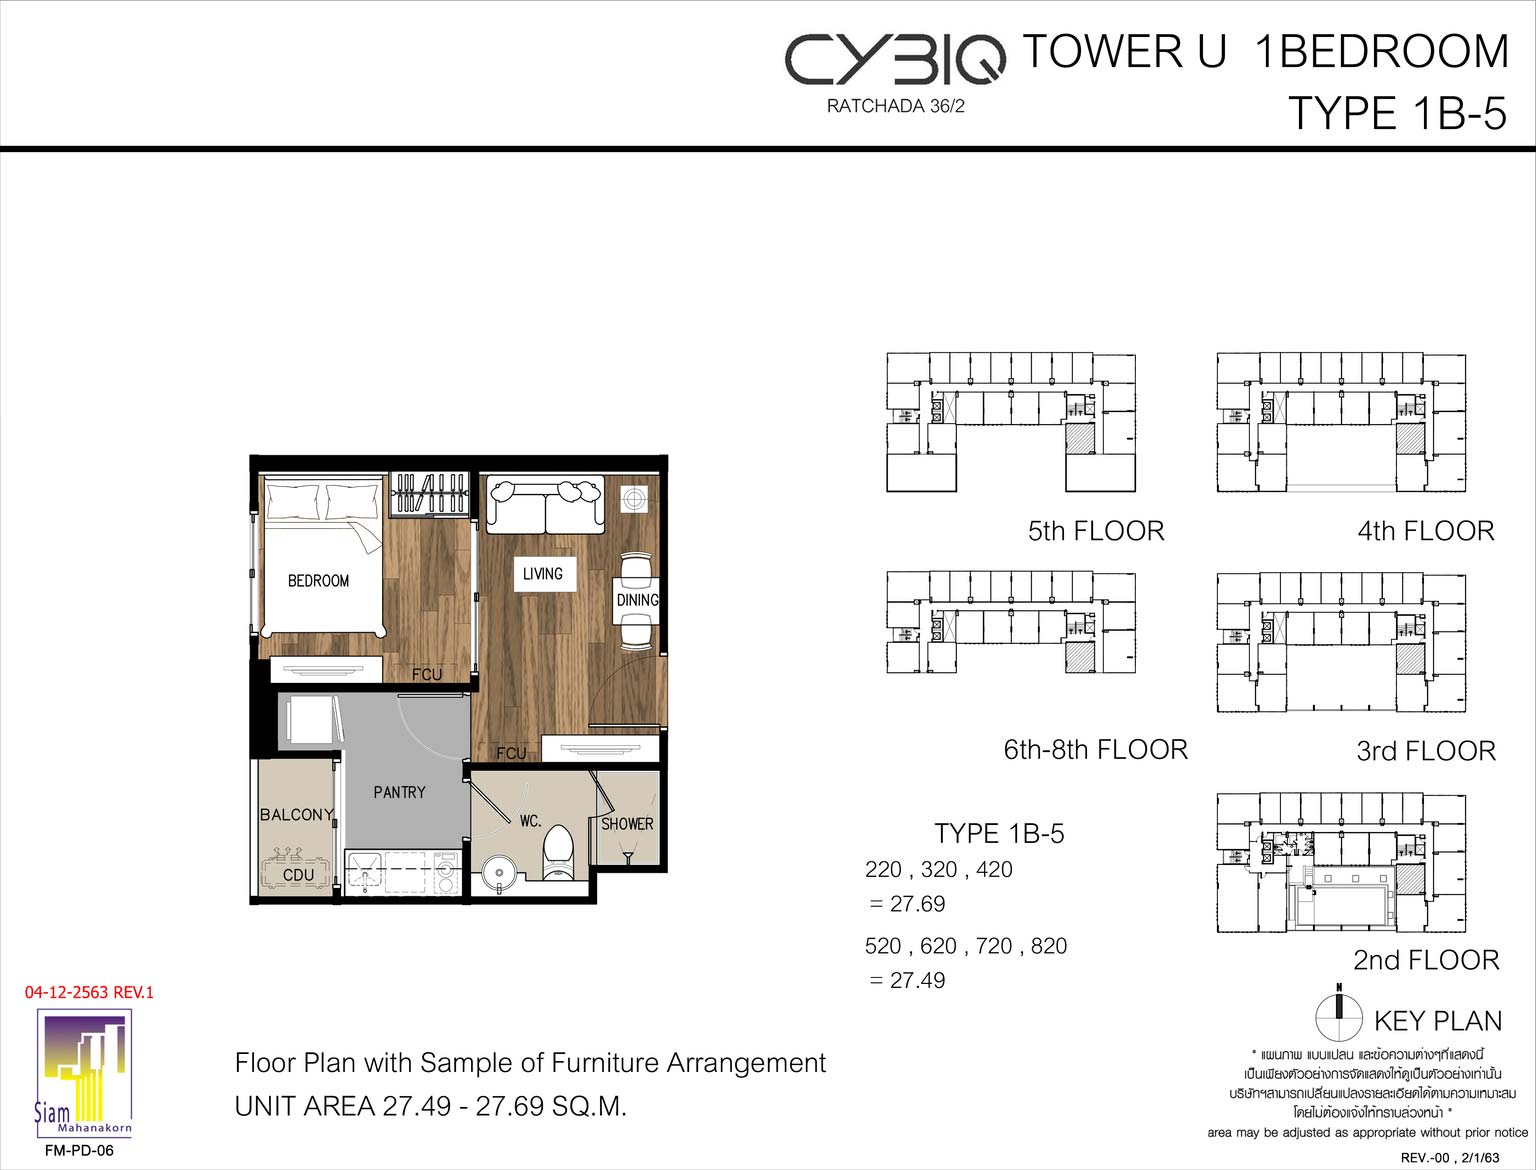 CYBIQ
RATCHADA 36/2
TOWER U 1BEDROOM
TYPE 1B-5
BEDROOM
LIVING
DINING
FCU
FCU
PANTRY
BALCONY
CDU
WC.
SHOWER
5th FLOOR
4th FLOOR
6th-8th FLOOR
3rd FLOOR
2nd FLOOR
TYPE 1B-5
220 , 320 , 420
= 27.69
520 , 620 , 720 , 820
= 27.49
N
KEY PLAN
04-12-2563 REV.1
Siam
Mahanakorn
FM-PD-06
Floor Plan with Sample of Furniture Arrangement
UNIT AREA 27.49 - 27.69 SQ.M.
" แผนภาพ แบบแปลน และข้อความต่างๆที่แสดงนี้
เป็นเพียงตัวอย่างการจัดแสดงให้ดูเป็นตัวอย่างเท่านั้น
บริษัทฯสามารถเปลี่ยนแปลงรายละเอียดได้ตามความเหมาะสม
โดยไม่ต้องแจ้งให้ทราบล่วงหน้า "
area may be adjusted as appropriate without prior notice
REV.-00 , 2/1/63